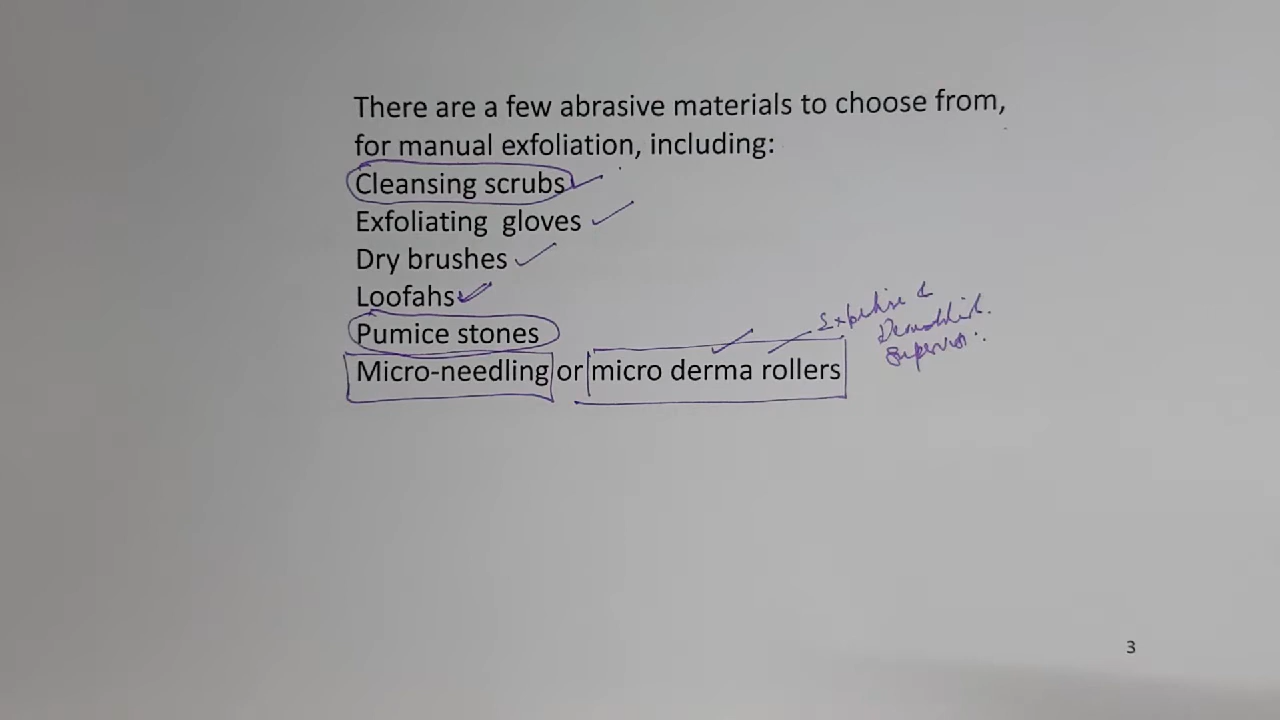 There are a few abrasive materials to choose from,
for manual exfoliation, including:
Cleansing scrubs
Exfoliating gloves
Dry brushes
Loofahs
Pumice stones
Micro-needling or micro derma rollers
3